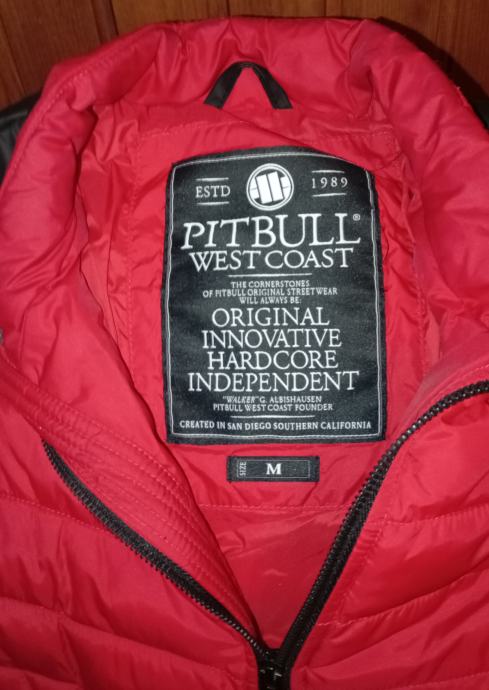 ESTD 1989
PITBULL®
WEST COAST
THE CORNERSTONES
OF PITBULL ORIGINAL STREETWEAR
WILL ALWAYS BE:
ORIGINAL
INNOVATIVE
HARDCORE
INDEPENDENT
"WALKER" G. ALBISHAUSEN
PITBULL WEST COAST FOUNDER
CREATED IN SAN DIEGO SOUTHERN CALIFORNIA
SIZE M